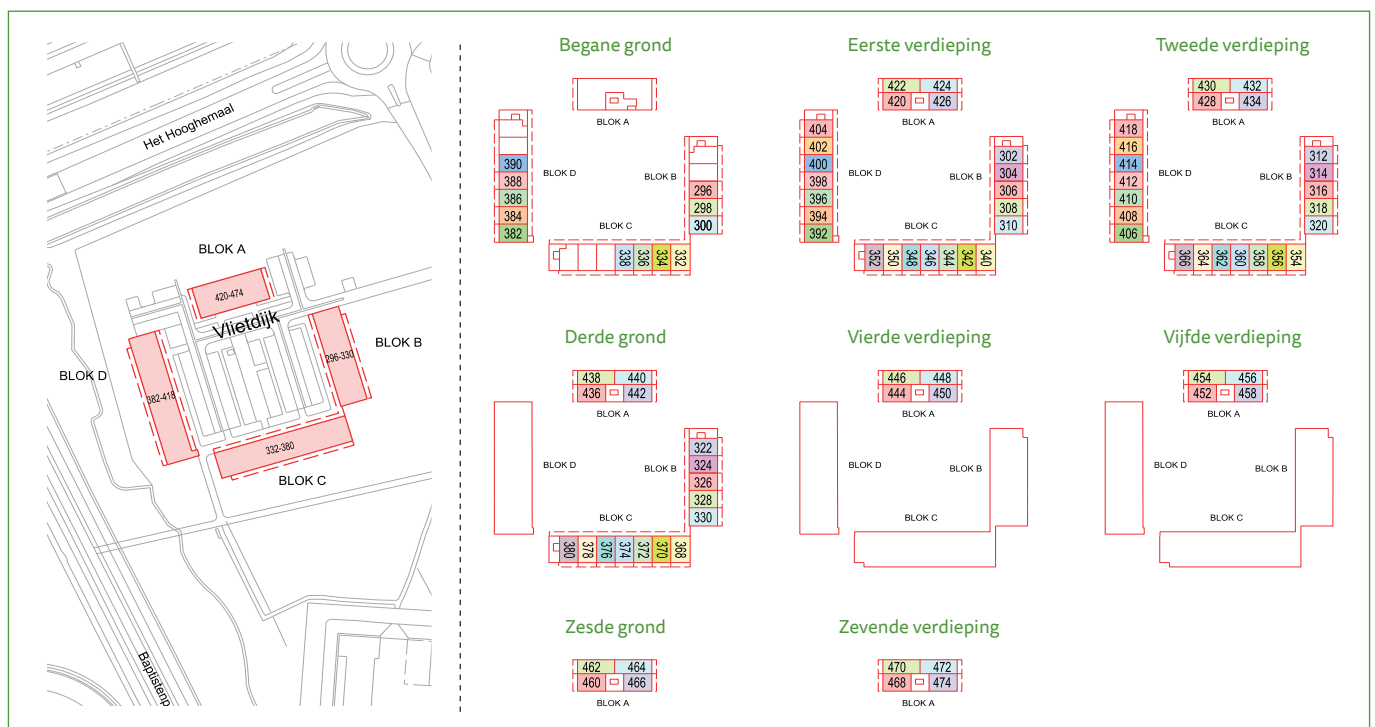 Het Hooghemaal
BLOK A
420-474
Vlietdijk
BLOK B
296-330
BLOK D
382-418
332-380
BLOK C
Baptistenp
Begane grond
BLOK A
390
388
386
384
382
BLOK D
BLOK B
296
298
300
BLOK C
338 336 334 332
Eerste verdieping
422 424
420 426
BLOK A
404
402
400
398
396
394
392
BLOK D
BLOK B
302
304
306
308
310
BLOK C
352 350 348 346 344 342 340
Tweede verdieping
430 432
428 434
BLOK A
418
416
414
412
410
408
406
BLOK D
BLOK B
312
314
316
318
320
BLOK C
366 364 362 360 358 356 354
Derde grond
438 440
436 442
BLOK A
BLOK D
BLOK B
322
324
326
328
330
BLOK C
380 378 376 374 372 370 368
Vierde verdieping
446 448
444 450
BLOK A
BLOK D
BLOK B
BLOK C
Vijfde verdieping
454 456
452 458
BLOK A
BLOK D
BLOK B
BLOK C
Zesde grond
462 464
460 466
BLOK A
Zevende verdieping
470 472
468 474
BLOK A